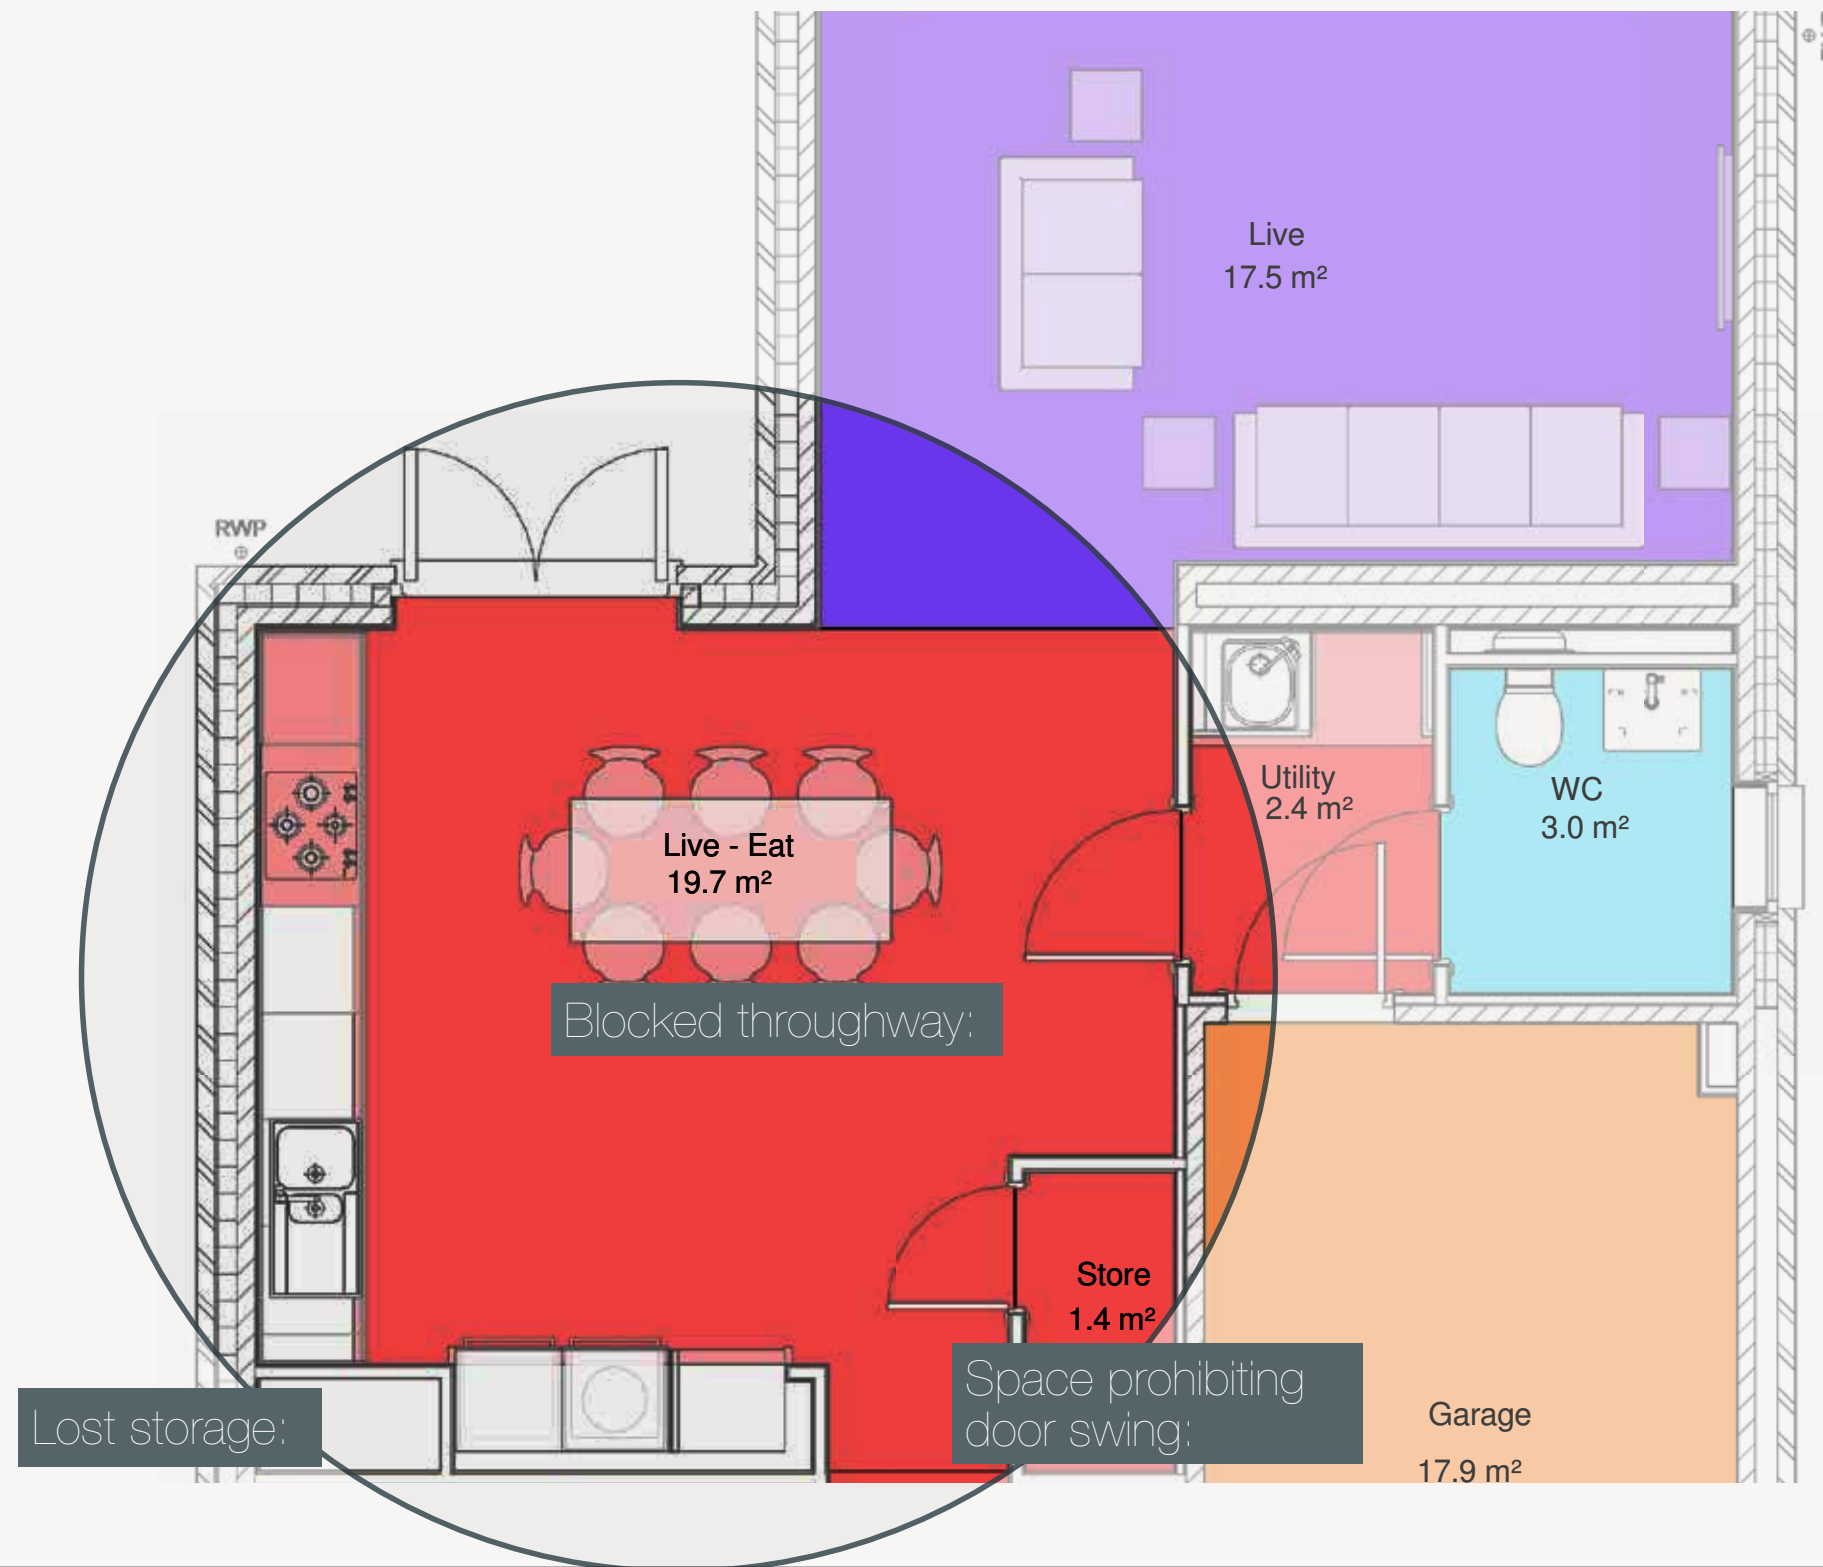 Live
17.5 m²
RWP
Utility
2.4 m²
WC
3.0 m²
Live - Eat
19.7 m²
Blocked throughway:
Store
1.4 m²
Space prohibiting
door swing:
Lost storage:
Garage
17.9 m²